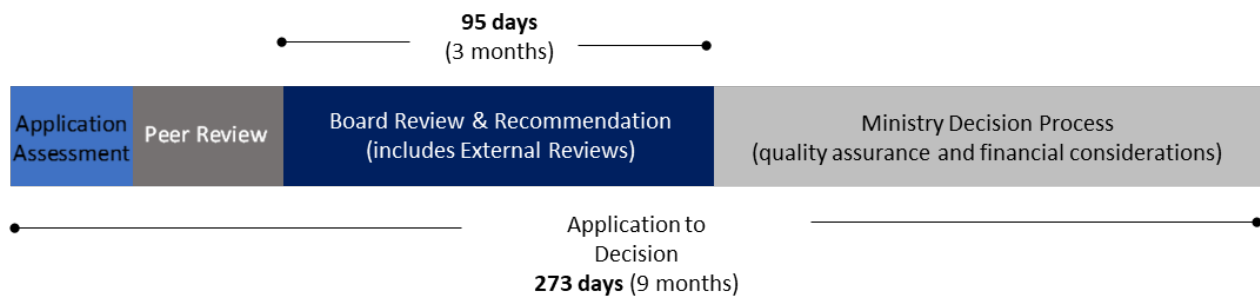 95 days
(3 months)
Application
Assessment
Peer Review
Board Review & Recommendation
(includes External Reviews)
Ministry Decision Process
(quality assurance and financial considerations)
Application to
Decision
273 days (9 months)